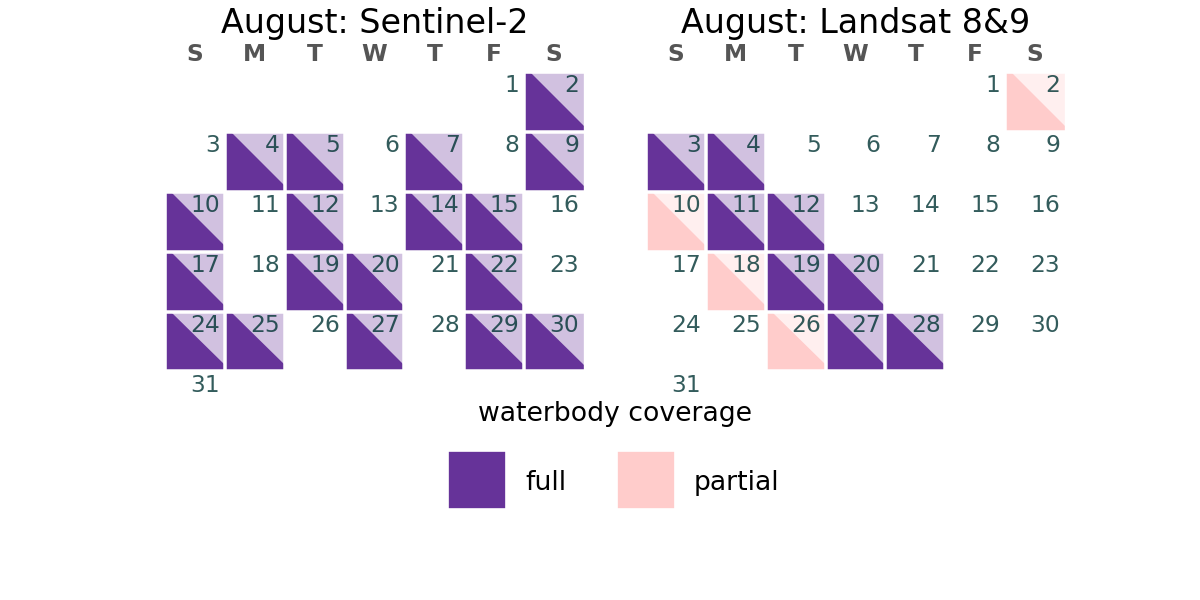 August: Sentinel-2
S M T W T F S
1 2
3 4 5 6 7 8 9
10 11 12 13 14 15 16
17 18 19 20 21 22 23
24 25 26 27 28 29 30
31
August: Landsat 8&9
S M T W T F S
1 2
3 4 5 6 7 8 9
10 11 12 13 14 15 16
17 18 19 20 21 22 23
24 25 26 27 28 29 30
31
waterbody coverage
full
partial